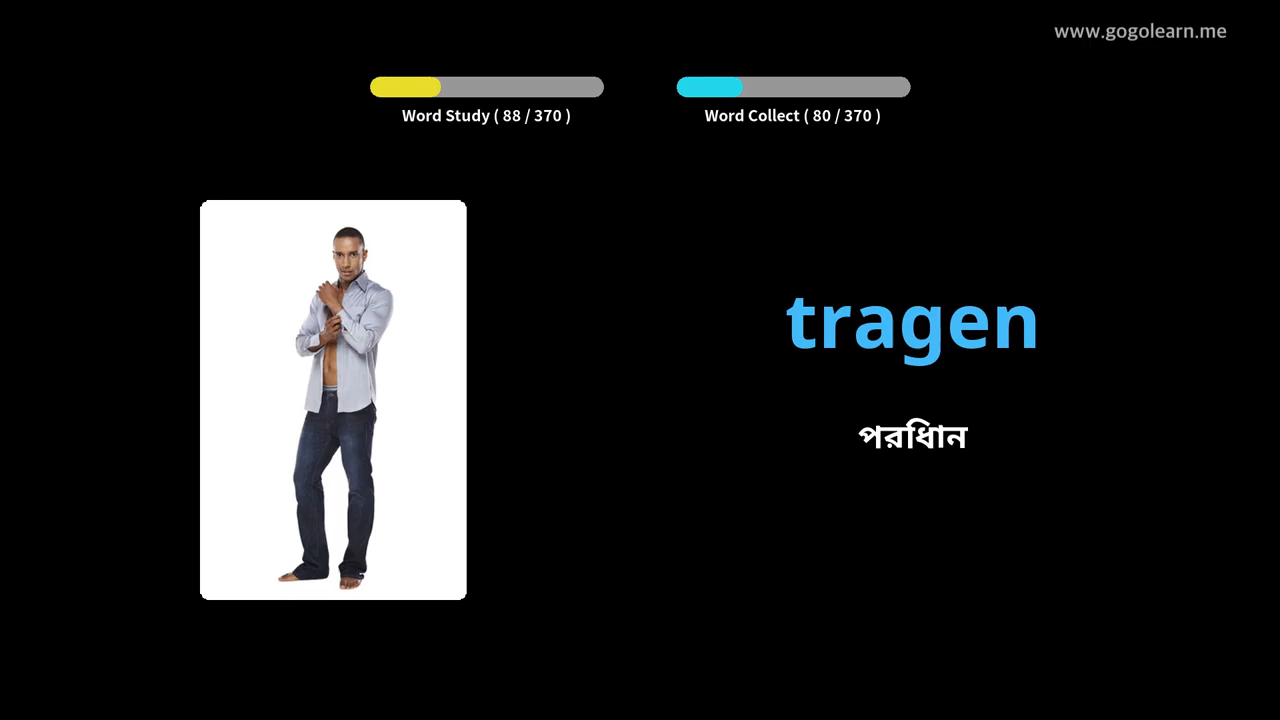 www.gogolearn.me
Word Study ( 88 / 370 )
Word Collect ( 80 / 370 )
tragen
পরিধান